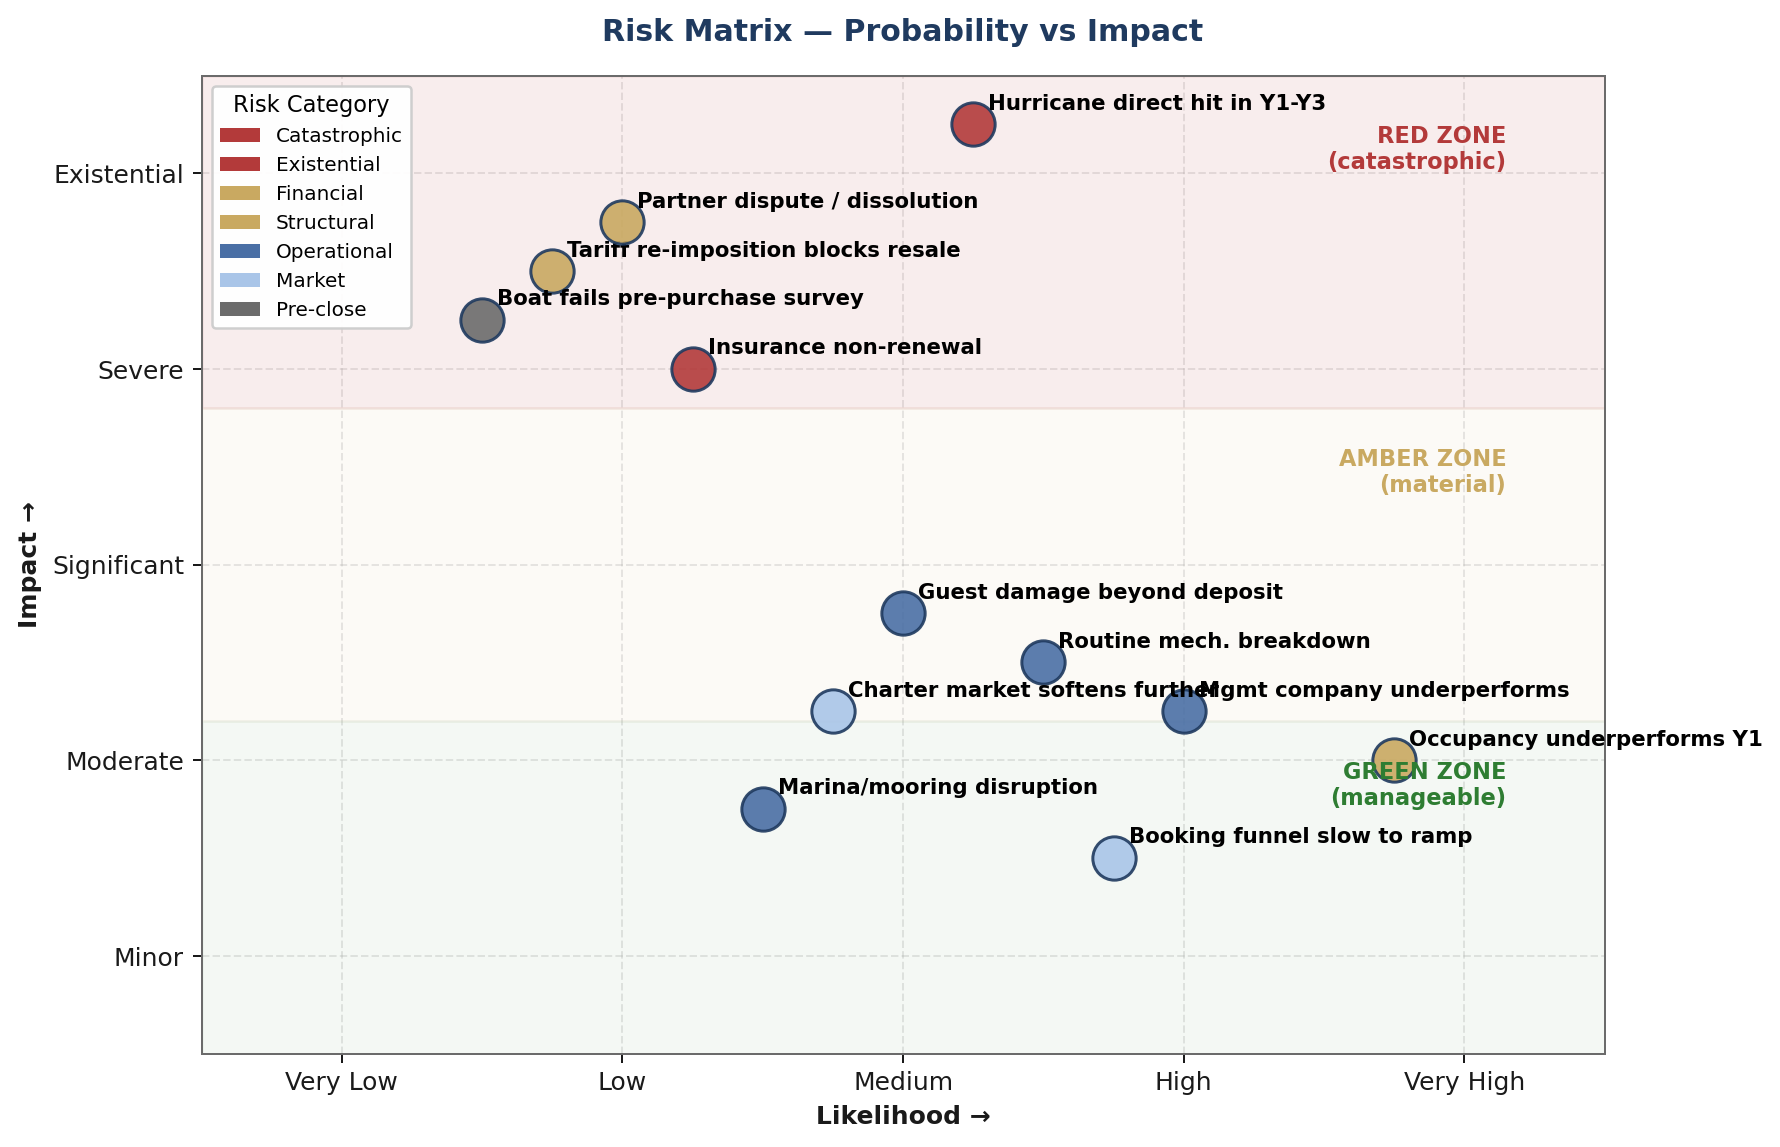 Risk Matrix — Probability vs Impact
Risk Category
Catastrophic
Existential
Financial
Structural
Operational
Market
Pre-close
Hurricane direct hit in Y1-Y3
RED ZONE
(catastrophic)
Existential
Partner dispute / dissolution
Tariff re-imposition blocks resale
Boat fails pre-purchase survey
Insurance non-renewal
Severe
AMBER ZONE
(material)
Impact →
Significant
Guest damage beyond deposit
Routine mech. breakdown
Charter market softens further
Mgmt company underperforms
Occupancy underperforms Y1
Moderate
GREEN ZONE
(manageable)
Marina/mooring disruption
Booking funnel slow to ramp
Minor
Very Low
Low
Medium
High
Very High
Likelihood →